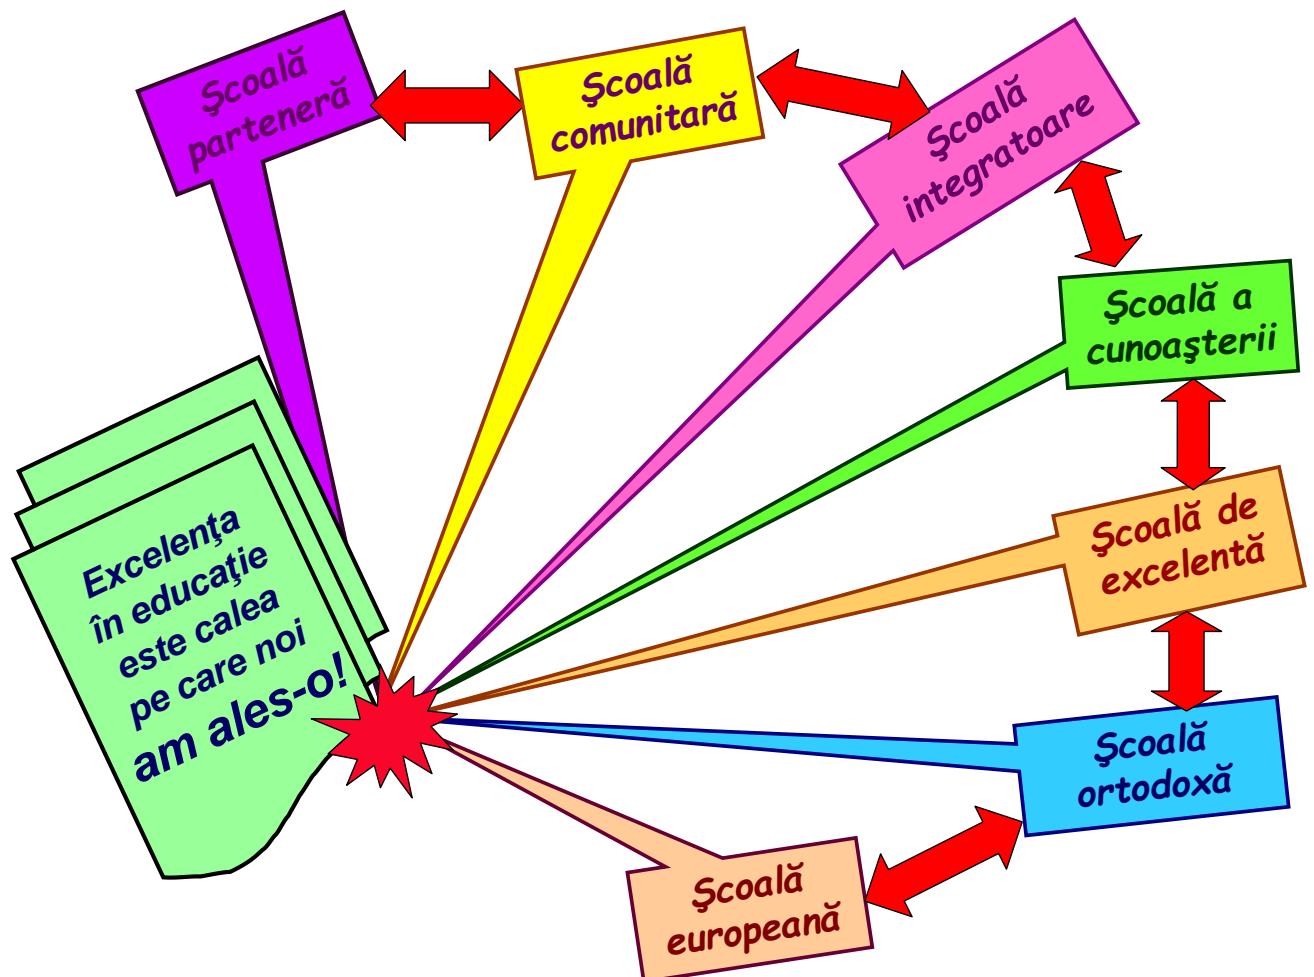 Şcoală
parteneră
Şcoală
comunitară
Şcoală
integratoare
Şcoală a
cunoaşterii
Şcoală de
excelentă
Şcoală
ortodoxă
Şcoală
europeană
Excelenţa
în educaţie
este calea
pe care noi
am ales-o!